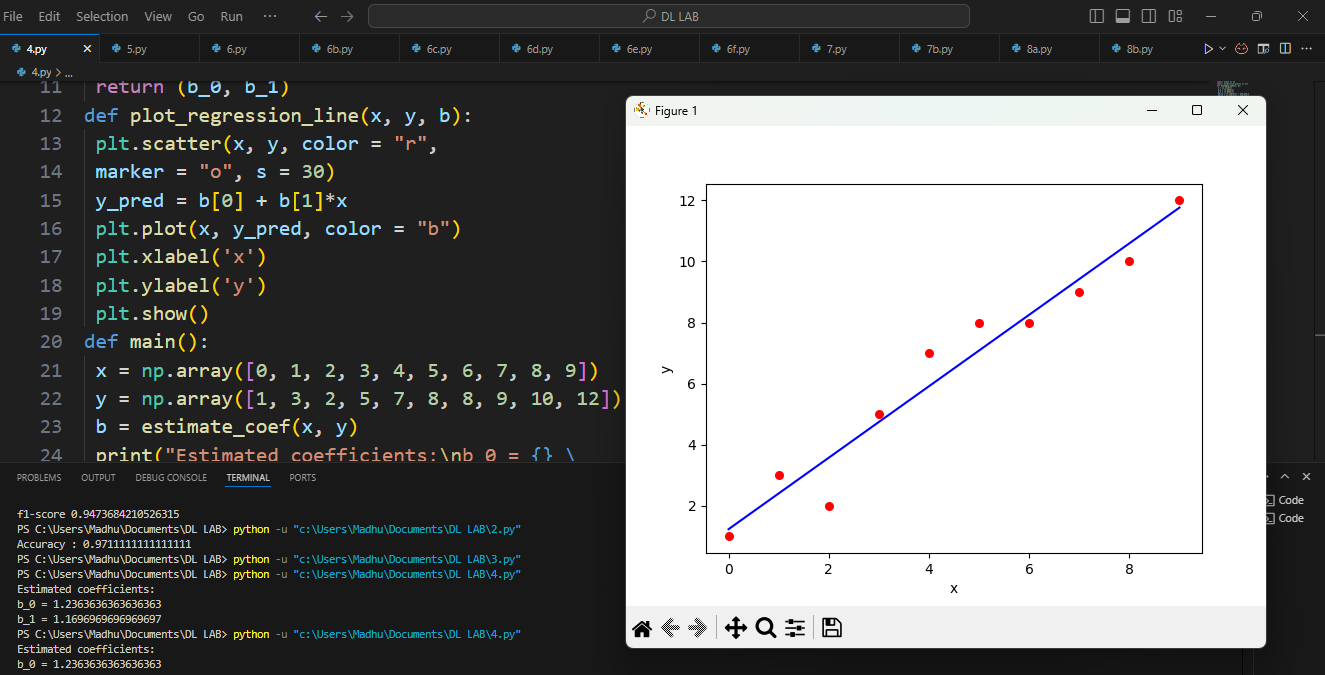 File Edit Selection View Go Run ··· DL LAB
4.py 5.py 6.py 6b.py 6c.py 6d.py 6e.py 6f.py 7.py 7b.py 8a.py 8b.py
4.py > ...
11 return (b_0, b_1)
12 def plot_regression_line(x, y, b):
13 plt.scatter(x, y, color = "r",
14 marker = "o", s = 30)
15 y_pred = b[0] + b[1]*x
16 plt.plot(x, y_pred, color = "b")
17 plt.xlabel('x')
18 plt.ylabel('y')
19 plt.show()
20 def main():
21 x = np.array([0, 1, 2, 3, 4, 5, 6, 7, 8, 9])
22 y = np.array([1, 3, 2, 5, 7, 8, 8, 9, 10, 12])
23 b = estimate_coef(x, y)
24 print("Estimated coefficients:\nb_0 = {} \
PROBLEMS OUTPUT DEBUG CONSOLE TERMINAL PORTS
f1-score 0.9473684210526315
PS C:\Users\Madhu\Documents\DL LAB> python -u "c:\Users\Madhu\Documents\DL LAB\2.py"
Accuracy : 0.9711111111111111
PS C:\Users\Madhu\Documents\DL LAB> python -u "c:\Users\Madhu\Documents\DL LAB\3.py"
PS C:\Users\Madhu\Documents\DL LAB> python -u "c:\Users\Madhu\Documents\DL LAB\4.py"
Estimated coefficients:
b_0 = 1.2363636363636363
b_1 = 1.1696969696969697
PS C:\Users\Madhu\Documents\DL LAB> python -u "c:\Users\Madhu\Documents\DL LAB\4.py"
Estimated coefficients:
b_0 = 1.2363636363636363
Code
Code
Figure 1
12
10
8
6
4
2
y
0 2 4 6 8
x